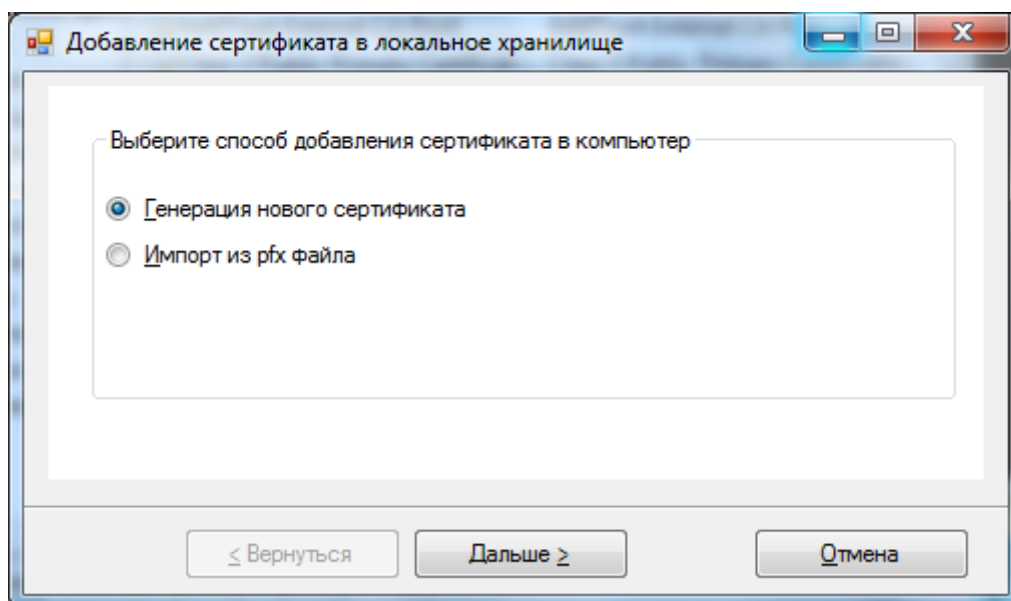 Добавление сертификата в локальное хранилище
Выберите способ добавления сертификата в компьютер
Генерация нового сертификата
Импорт из pfx файла
< Вернуться
Дальше >
Отмена